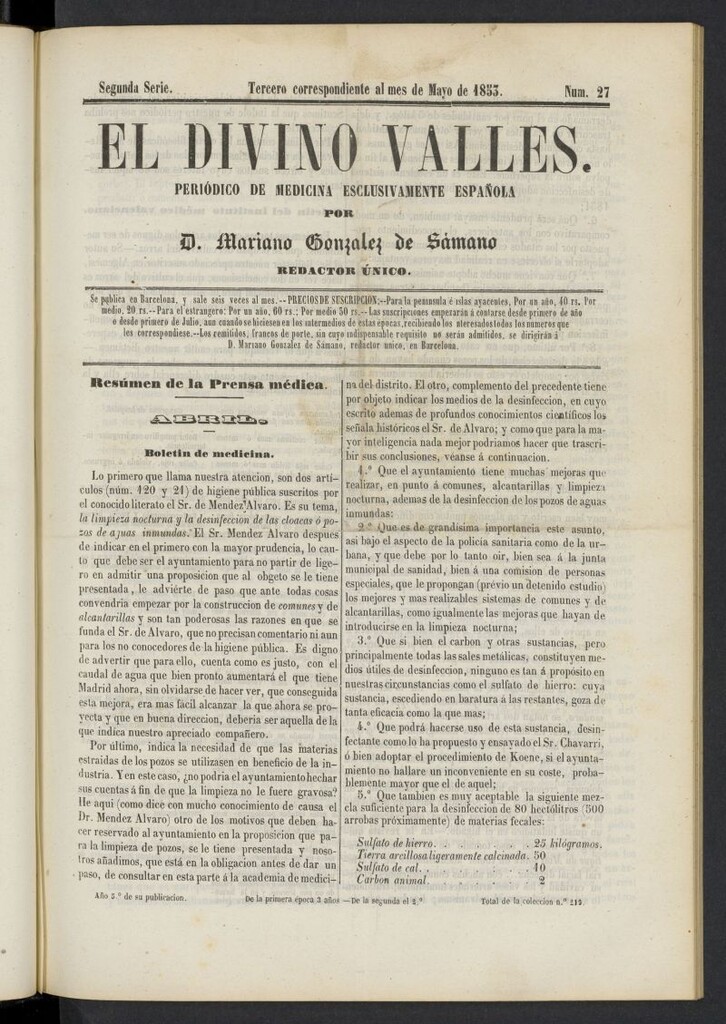 Segunda Serie. Tercero correspondiente al mes de Mayo de 1853. Num. 27
EL DIVINO VALLES.
PERIÓDICO DE MEDICINA ESCLUSIVAMENTE ESPAÑOLA
POR
D. Mariano Gonzalez de Sámano
REDACTOR ÚNICO.
Se publica en Barcelona, y sale seis veces al mes.--PRECIOS DE SUSCRIPCION:--Para la peninsula é islas ayacentes, Por un año, 40 rs. Por
medio, 20 rs.--Para el estrangero: Por un año, 60 rs.; Por medio 50 rs.--Las suscripciones empezarán á contarse desde primero de año
o desde primero de Julio, aun cuando se hiciesen en los intermedios de estas épocas, recibiendo los nteresados todos los numeros que
les correspondiese.--Los remitidos, francos de porte, sin cuyo indispensable requisito no serán admitidos, se dirigirán á
D. Mariano Gonzales de Sámano, redactor unico, en Barcelona.
Resúmen de la Prensa médica.
ABRIL.
Boletin de medicina.
Lo primero que llama nuestra atencion, son dos artí-
culos (núm. 120 y 21) de higiene pública suscritos por
el conocido literato el Sr. de Mendez Alvaro. Es su tema,
la limpieza nocturna y la desinfeccion de las cloacas ó po-
zos de aguas inmundas. El Sr. Mendez Alvaro despues
de indicar en el primero con la mayor prudencia, lo cau-
to que debe ser el ayuntamiento para no partir de lige-
ro en admitir una proposicion que al obgeto se le tiene
presentada, le adviérte de paso que ante todas cosas
convendria empezar por la construccion de comunes y de
alcantarillas y son tan poderosas las razones en que se
funda el Sr. de Alvaro, que no precisan comentario ni aun
para los no conocedores de la higiene pública. Es digno
de advertir que para ello, cuenta como es justo, con el
caudal de agua que bien pronto aumentará el que tiene
Madrid ahora, sin olvidarse de hacer ver, que conseguida
esta mejora, éra mas fácil alcanzar la que ahora se pro-
yecta y que en buena direccion, deberia ser aquella de la
que indica nuestro apreciado compañero.
Por último, indica la necesidad de que las materias
estraidas de los pozos se utilizasen en beneficio de la in-
dustria. Y en este caso, ¿no podria el ayuntamiento hechar
sus cuentas á fin de que la limpieza no le fuere gravosa?
He aqui (como dice con mucho conocimiento de causa el
Dr. Mendez Alvaro) otro de los motivos que deben ha-
cer reservado al ayuntamiento en la proposicion que pa-
ra la limpieza de pozos, se le tiene presentada y noso-
tros añadimos, que está en la obligacion antes de dar un
paso, de consultar en esta parte á la academia de medici-
na del distrito. El otro, complemento del precedente tiene
por objeto indicar los medios de la desinfeccion, en cuyo
escrito ademas de profundos conocimientos científicos los
señala históricos el Sr. de Alvaro; y como que para la ma-
yor inteligencia nada mejor podriamos hacer que trascri-
bir sus conclusiones, véanse á continuacion.
1.º Que el ayuntamiento tiene muchas mejoras que
realizar, en punto á comunes, alcantarillas y limpieza
nocturna, ademas de la desinfeccion de los pozos de aguas
inmundas:
2.º Que es de grandísima importancia este asunto,
asi bajo el aspecto de la policia sanitaria como de la ur-
bana, y que debe por lo tanto oir, bien sea á la junta
municipal de sanidad, bien á una comision de personas
especiales, que le propongan (prévio un detenido estudio)
los mejores y mas realizables sistemas de comunes y de
alcantarillas, como igualmente las mejoras que hayan de
introducirse en la limpieza nocturna;
3.º Que si bien el carbon y otras sustancias, pero
principalmente todas las sales metálicas, constituyen me-
dios útiles de desinfeccion, ninguno es tan á propósito en
nuestras circunstancias como el sulfato de hierro: cuya
sustancia, escediendo en baratura á las restantes, goza de
tanta eficacia como la que mas;
4.º Que podrá hacerse uso de esta sustancia, desin-
fectante como lo ha propuesto y ensayado el Sr. Chavarri,
ó bien adoptar el procedimiento de Koene, si el ayunta-
miento no hallare un inconveniente en su coste, proba-
blemente mayor que el de aquel;
5.º Que tambien es muy aceptable la siguiente mez-
cla suficiente para la desinfeccion de 80 hectólitros (500
arrobas próximamente) de materias fecales:
Sulfato de hierro. . . . . . . 25 kilógramos.
Tierra arcillosa ligeramente calcinada. 50
Sulfato de cal. . . . . . . . 10
Carbon animal. . . . . . . . 2
Año 5.º de su publicacion. De la primera época 3 años.—De la segunda el 2.º Total de la coleccion n.º 213.